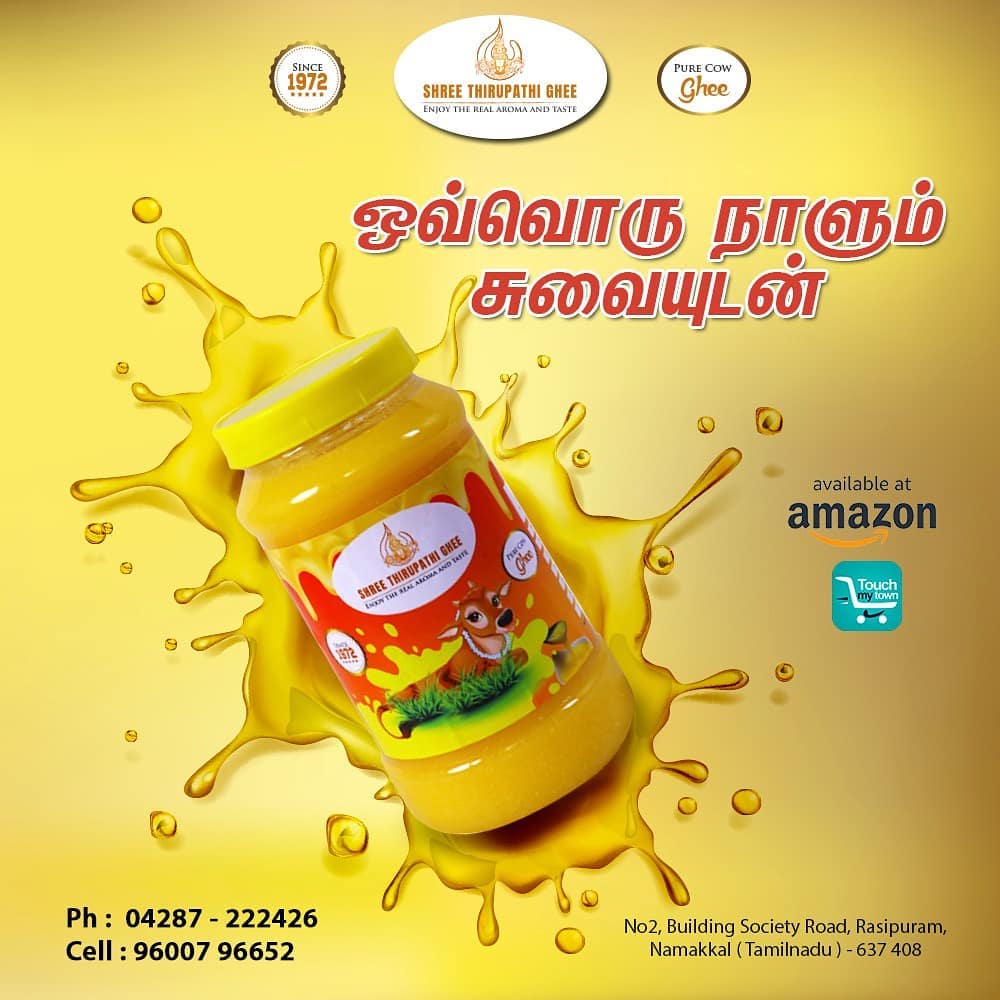 SINCE
1972
SHREE THIRUPATHI GHEE
ENJOY THE REAL AROMA AND TASTE
PURE COW
Ghee
ஒவ்வொரு நாளும்
சுவையுடன்
available at
amazon
Touch
my town
SHREE THIRUPATHI GHEE
ENJOY THE REAL AROMA AND TASTE
PURE COW
Ghee
SINCE
1972
Ph : 04287 - 222426
Cell : 96007 96652
No2, Building Society Road, Rasipuram,
Namakkal ( Tamilnadu ) - 637 408